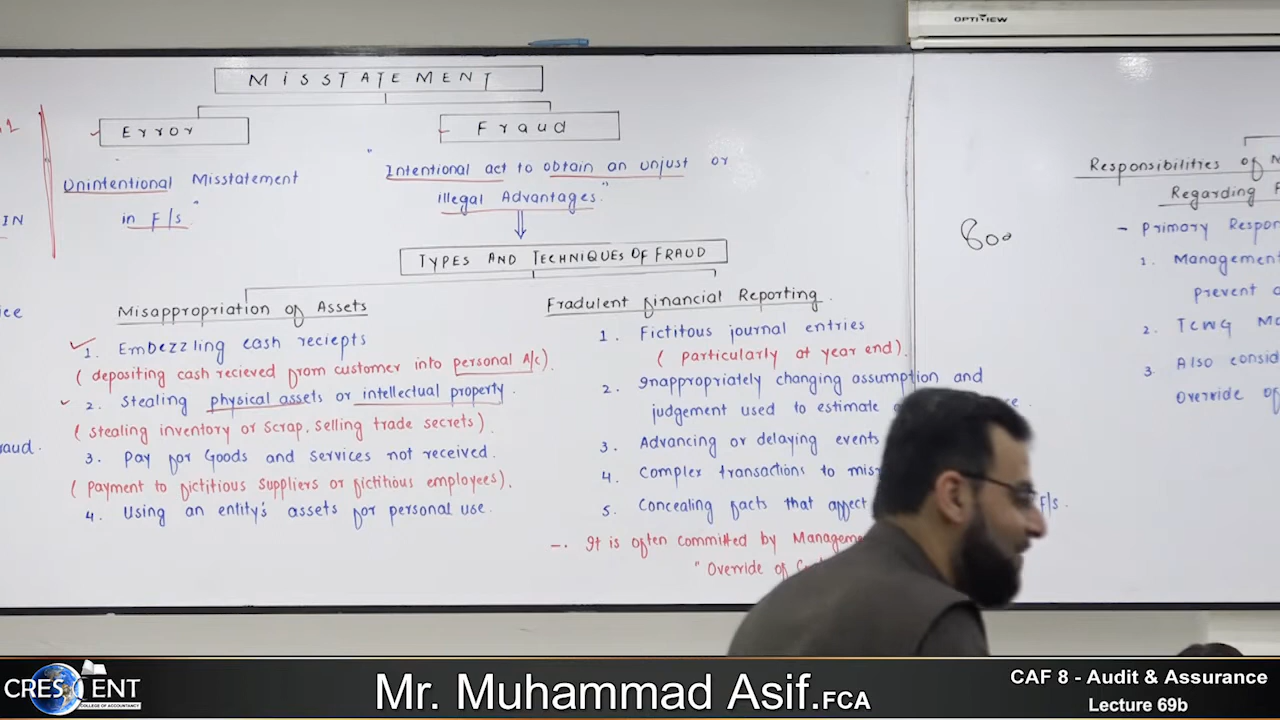 OPTIVIEW
MISSTATEMENT
Error
Fraud
Unintentional Misstatement
in F/s"
"Intentional act to obtain an unjust or
illegal Advantages."
TYPES AND TECHNIQUES OF FRAUD
Misappropriation of Assets
1. Embezzling cash reciepts
( depositing cash recieved from customer into personal A/c).
2. Stealing physical assets or intellectual property.
(stealing inventory or scrap, selling trade secrets).
3. Pay for Goods and services not received.
(Payment to fictitious suppliers or fictitious employees).
4. Using an entity's assets for personal use.
Fradulent financial Reporting.
1. Fictitous journal entries
( particularly at year end).
2. Inappropriately changing assumption and
judgement used to estimate
3. Advancing or delaying events
4. Complex transactions to
5. Concealing facts that affect F/s.
-. It is often committed by
"Override of
800
Responsibilities of
Regarding
- Primary
1. Management
prevent
2. TCWG
3. Also
Override of
IN
CRESCENT
COLLEGE OF ACCOUNTANCY
Mr. Muhammad Asif.FCA
CAF 8 - Audit & Assurance
Lecture 69b